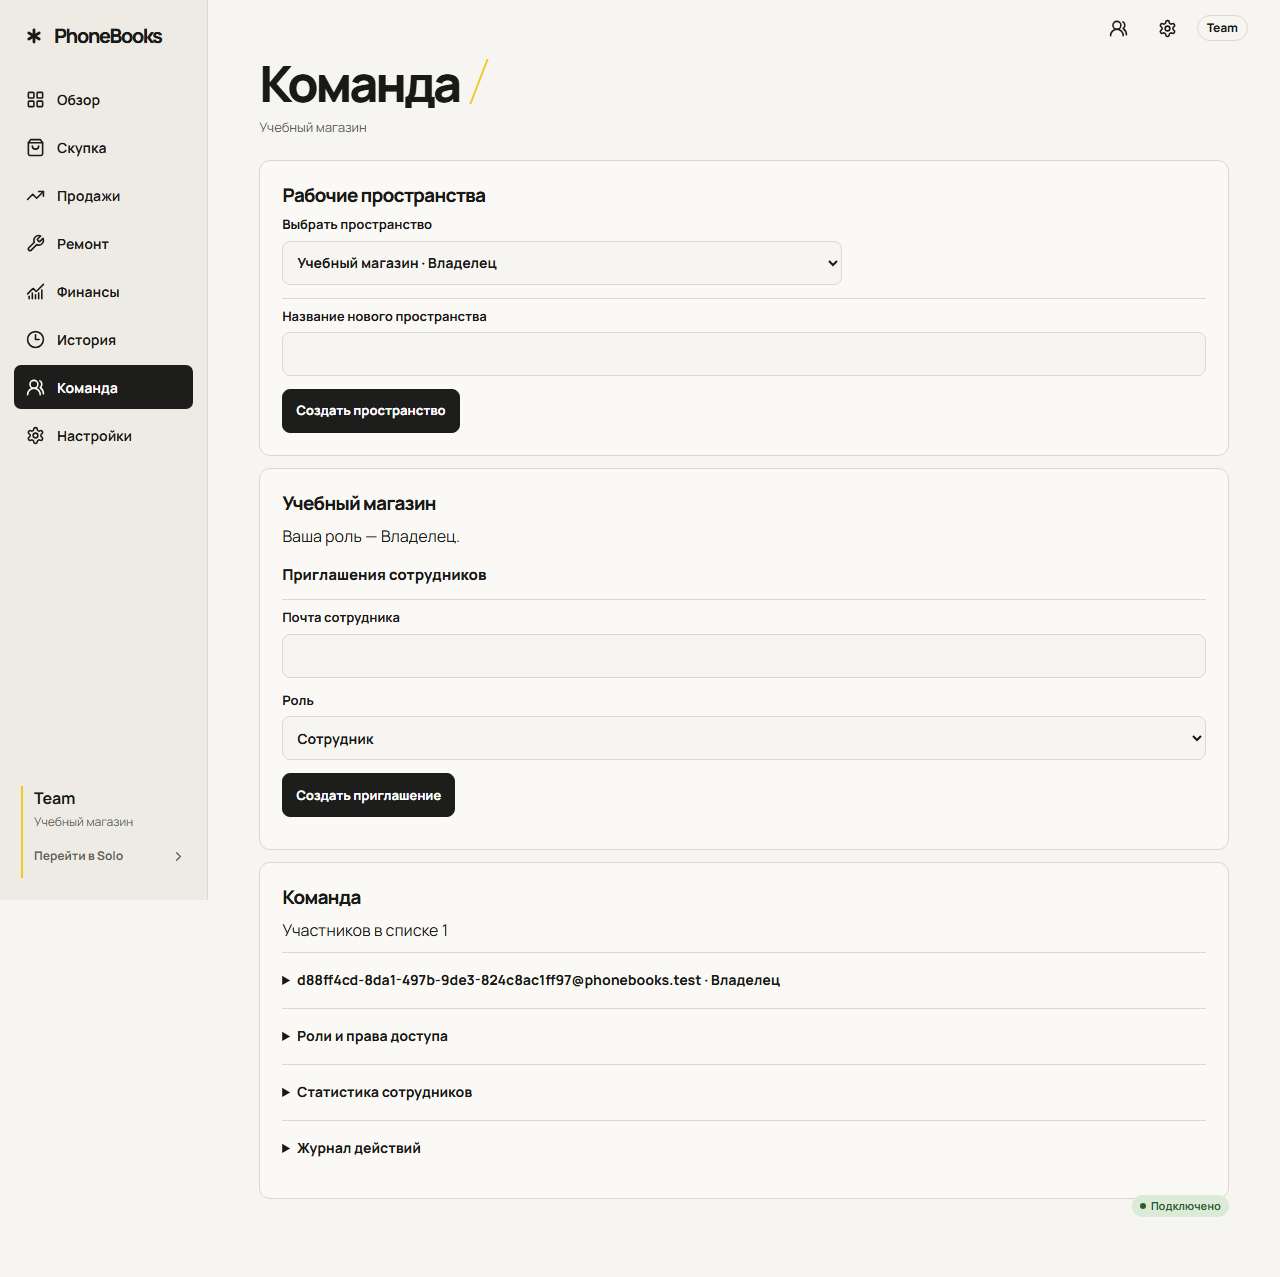 PhoneBooks
Team
Обзор
Скупка
Продажи
Ремонт
Финансы
История
Команда
Настройки
Team
Учебный магазин
Перейти в Solo
Команда
Учебный магазин
Рабочие пространства
Выбрать пространство
Учебный магазин · Владелец
Название нового пространства
Создать пространство
Учебный магазин
Ваша роль — Владелец.
Приглашения сотрудников
Почта сотрудника
Роль
Сотрудник
Создать приглашение
Команда
Участников в списке 1
d88ff4cd-8da1-497b-9de3-824c8ac1ff97@phonebooks.test · Владелец
Роли и права доступа
Статистика сотрудников
Журнал действий
Подключено